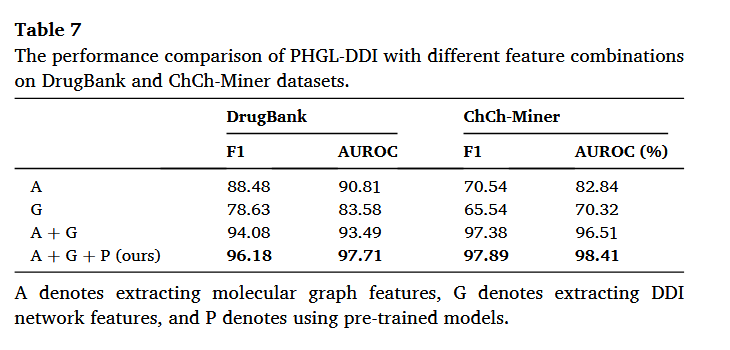 Table 7
The performance comparison of PHGL-DDI with different feature combinations
on DrugBank and ChCh-Miner datasets.
DrugBank ChCh-Miner
F1 AUROC F1 AUROC (%)
A 88.48 90.81 70.54 82.84
G 78.63 83.58 65.54 70.32
A + G 94.08 93.49 97.38 96.51
A + G + P (ours) 96.18 97.71 97.89 98.41
A denotes extracting molecular graph features, G denotes extracting DDI
network features, and P denotes using pre-trained models.